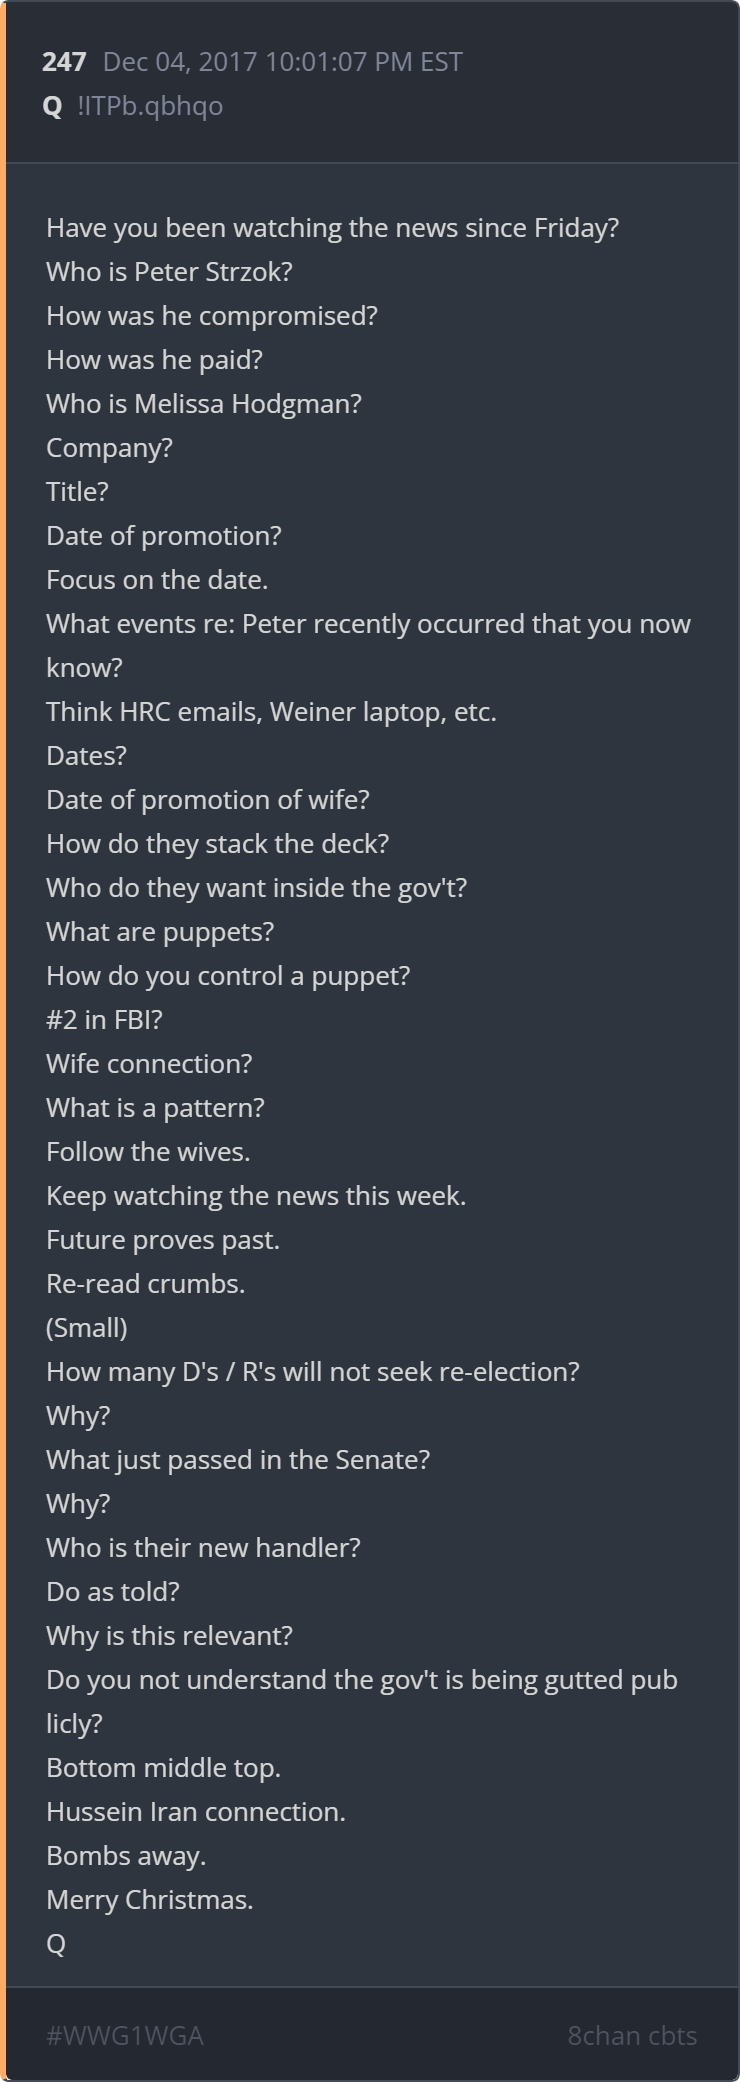 247 Dec 04, 2017 10:01:07 PM EST
Q !ITPb.qbhqo
Have you been watching the news since Friday?
Who is Peter Strzok?
How was he compromised?
How was he paid?
Who is Melissa Hodgman?
Company?
Title?
Date of promotion?
Focus on the date.
What events re: Peter recently occurred that you now
know?
Think HRC emails, Weiner laptop, etc.
Dates?
Date of promotion of wife?
How do they stack the deck?
Who do they want inside the gov't?
What are puppets?
How do you control a puppet?
#2 in FBI?
Wife connection?
What is a pattern?
Follow the wives.
Keep watching the news this week.
Future proves past.
Re-read crumbs.
(Small)
How many D's / R's will not seek re-election?
Why?
What just passed in the Senate?
Why?
Who is their new handler?
Do as told?
Why is this relevant?
Do you not understand the gov't is being gutted pub
licly?
Bottom middle top.
Hussein Iran connection.
Bombs away.
Merry Christmas.
Q
#WWG1WGA 8chan cbts